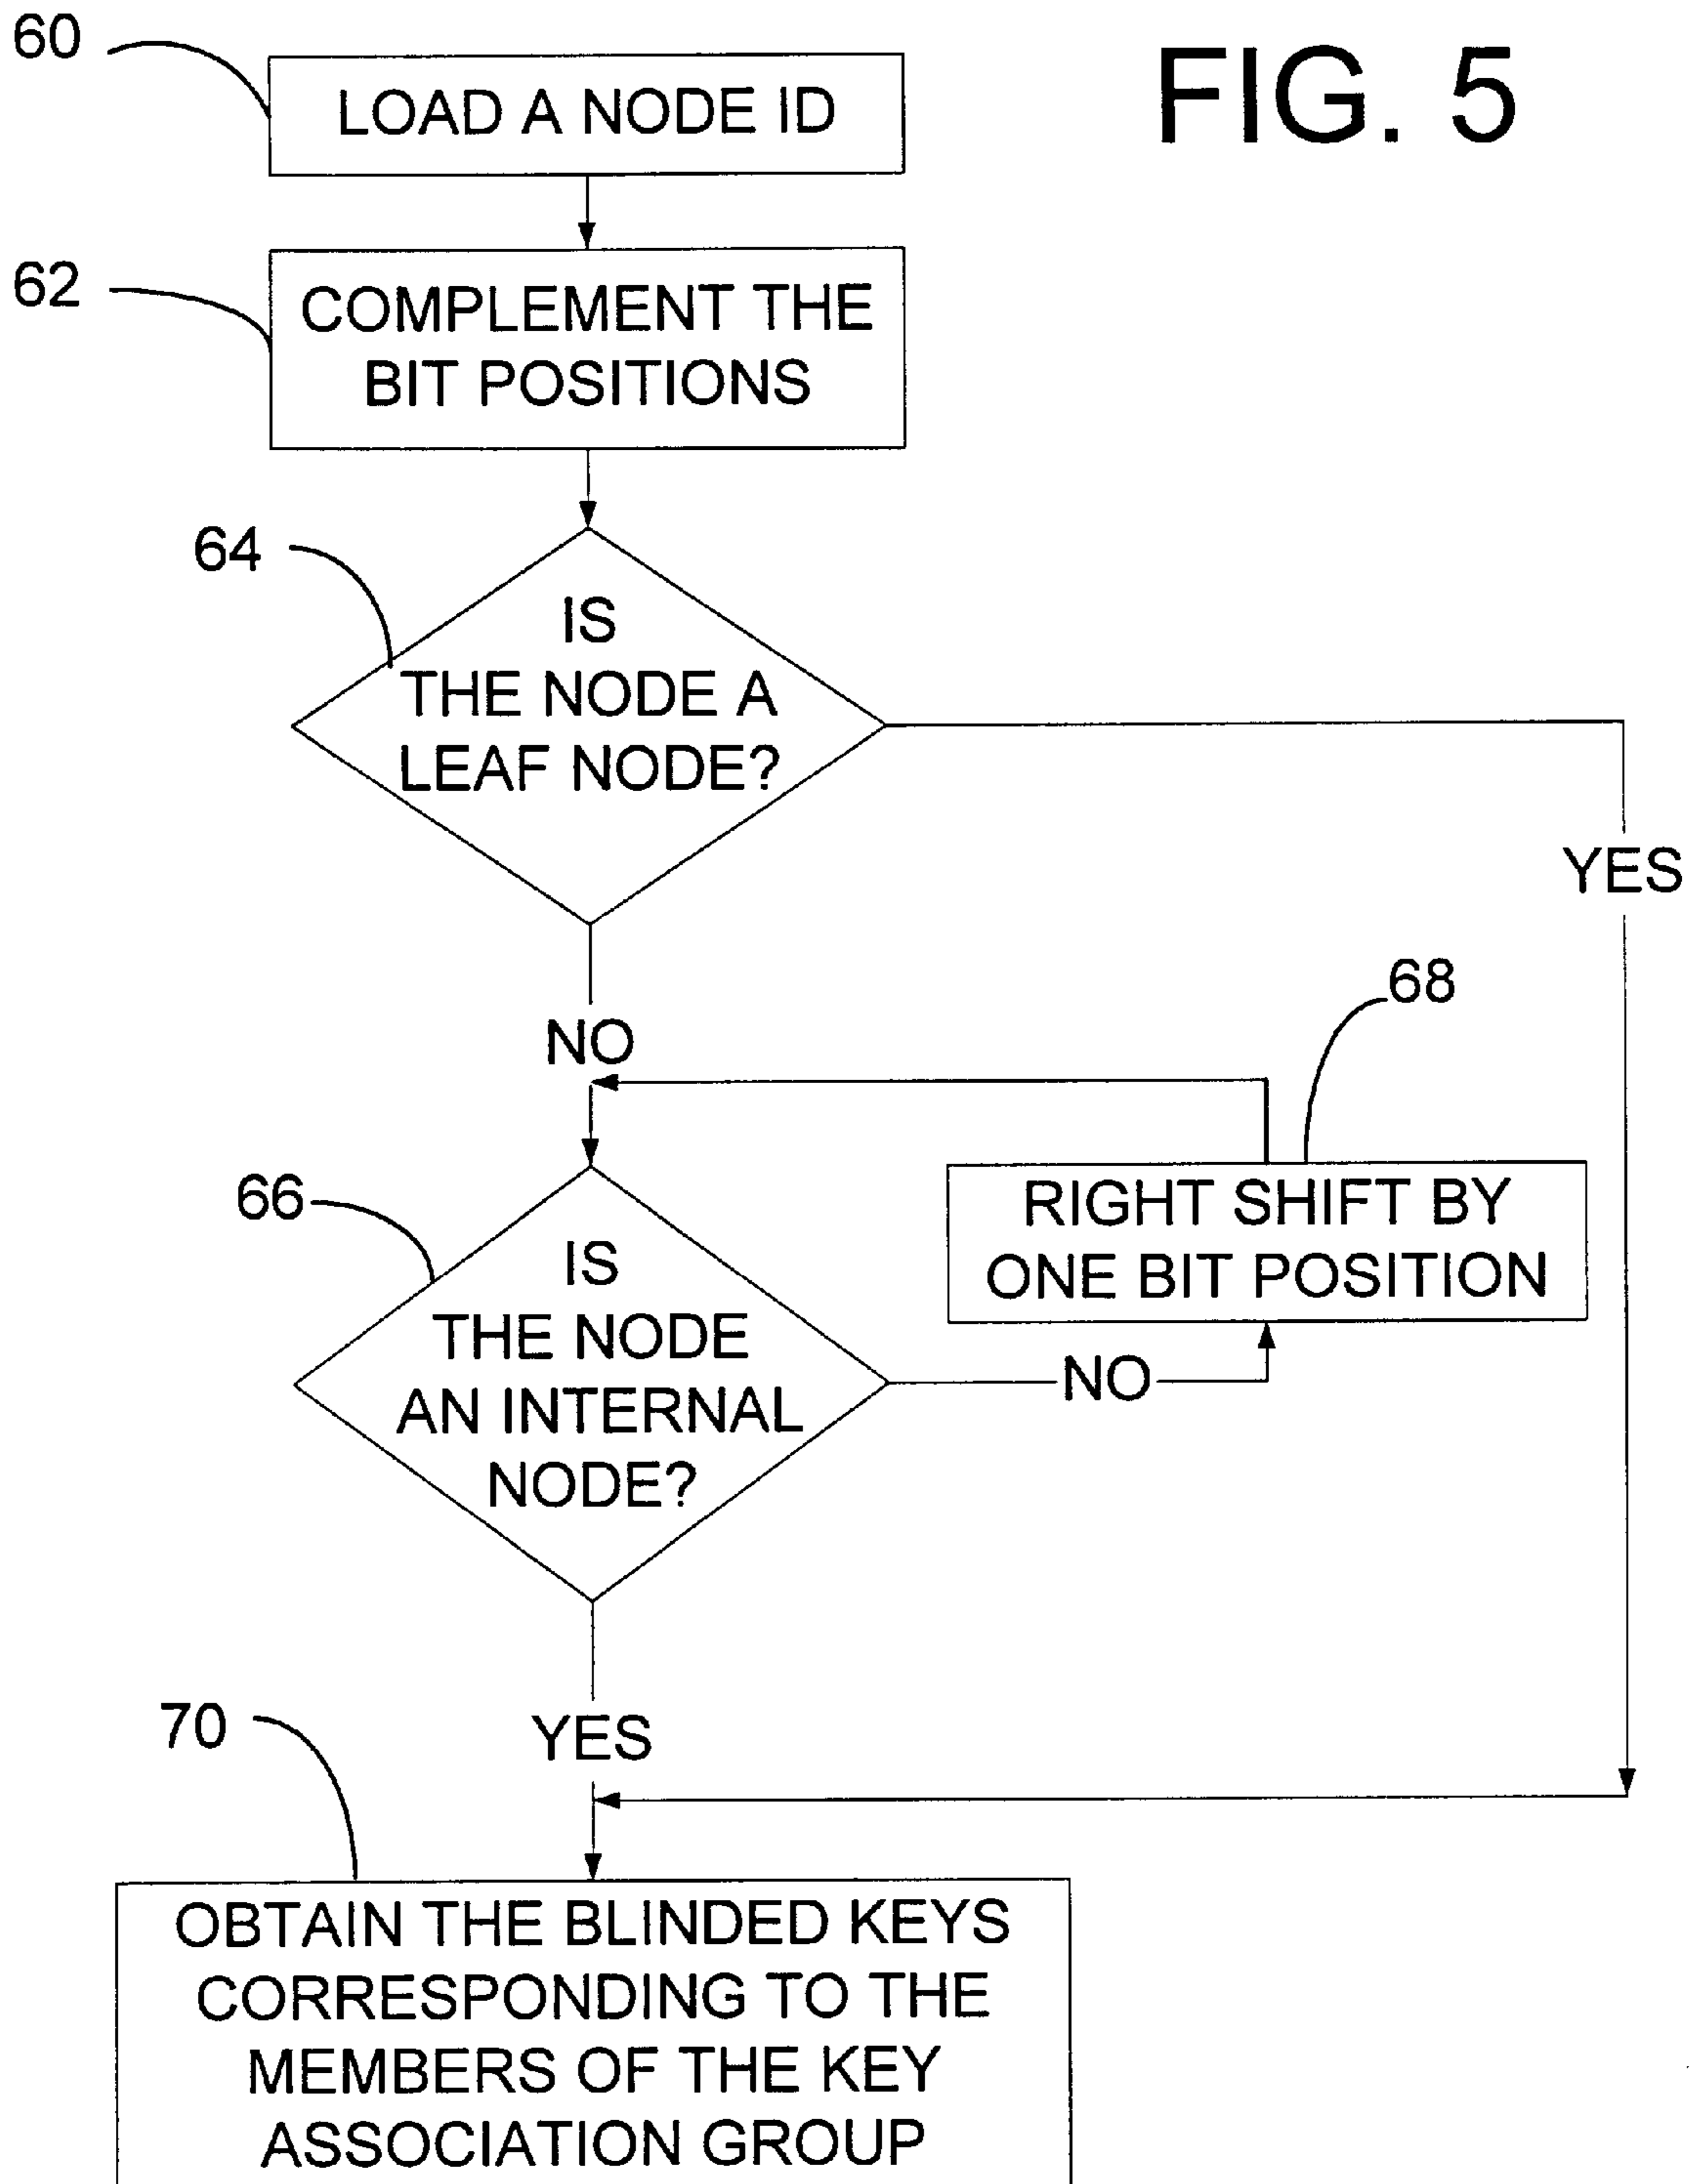 FIG. 5
60
LOAD A NODE ID
62
COMPLEMENT THE
BIT POSITIONS
64
IS
THE NODE A
LEAF NODE?
YES
NO
68
RIGHT SHIFT BY
ONE BIT POSITION
66
IS
THE NODE
AN INTERNAL
NODE?
NO
YES
70
OBTAIN THE BLINDED KEYS
CORRESPONDING TO THE
MEMBERS OF THE KEY
ASSOCIATION GROUP